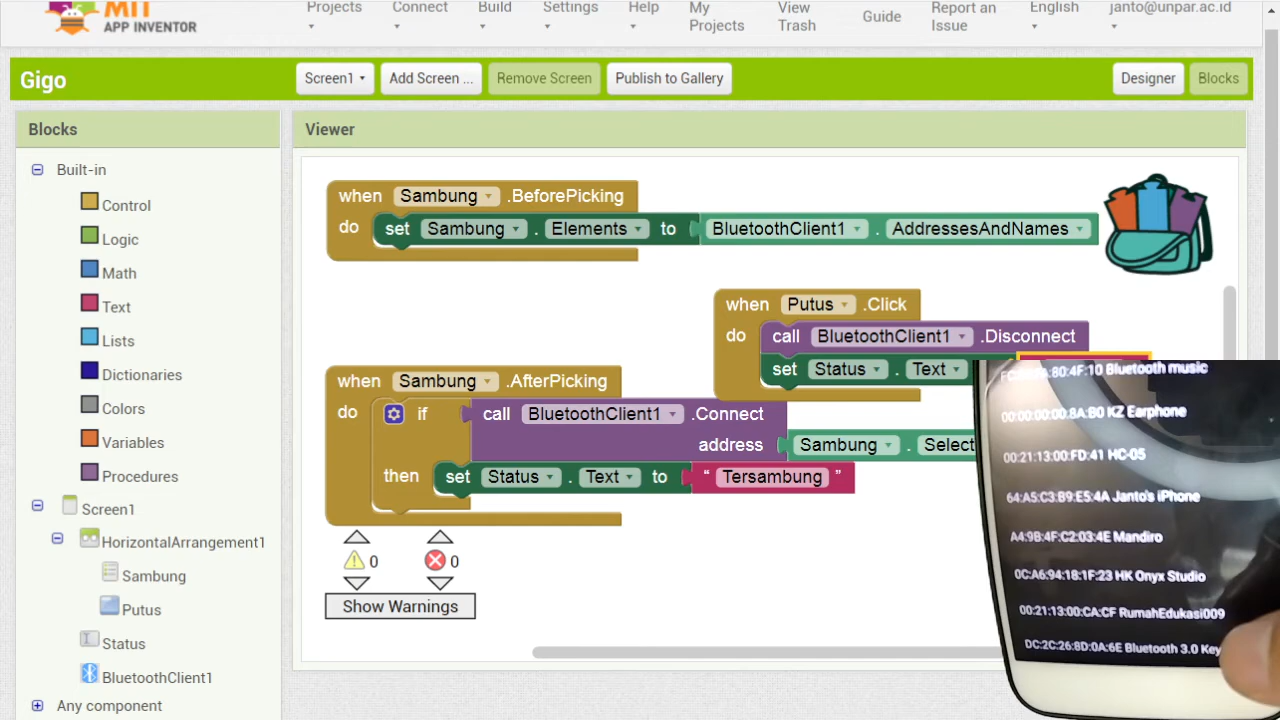 MIT
APP INVENTOR
Projects
Connect
Build
Settings
Help
My Projects
View Trash
Guide
Report an Issue
English
janto@unpar.ac.id
Gigo
Screen1
Add Screen ...
Remove Screen
Publish to Gallery
Designer
Blocks
Blocks
Viewer
Built-in
Control
Logic
Math
Text
Lists
Dictionaries
Colors
Variables
Procedures
Screen1
HorizontalArrangement1
Sambung
Putus
Status
BluetoothClient1
Any component
when Sambung .BeforePicking
do set Sambung . Elements to BluetoothClient1 . AddressesAndNames
when Putus .Click
do call BluetoothClient1 .Disconnect
set Status . Text
when Sambung .AfterPicking
do if call BluetoothClient1 .Connect
address Sambung . Select
then set Status . Text to “ Tersambung ”
0 0
Show Warnings
80:4F:10 Bluetooth music
00:00:00:00:8A:B0 KZ Earphone
00:21:13:00:FD:41 HC-05
64:A5:C3:B9:E5:4A Janto's iPhone
A4:9B:4F:C2:03:4E Mandiro
0C:A6:94:18:1F:23 HK Onyx Studio
00:21:13:00:CA:CF RumahEdukasi009
DC:2C:26:8D:0A:6E Bluetooth 3.0 Key